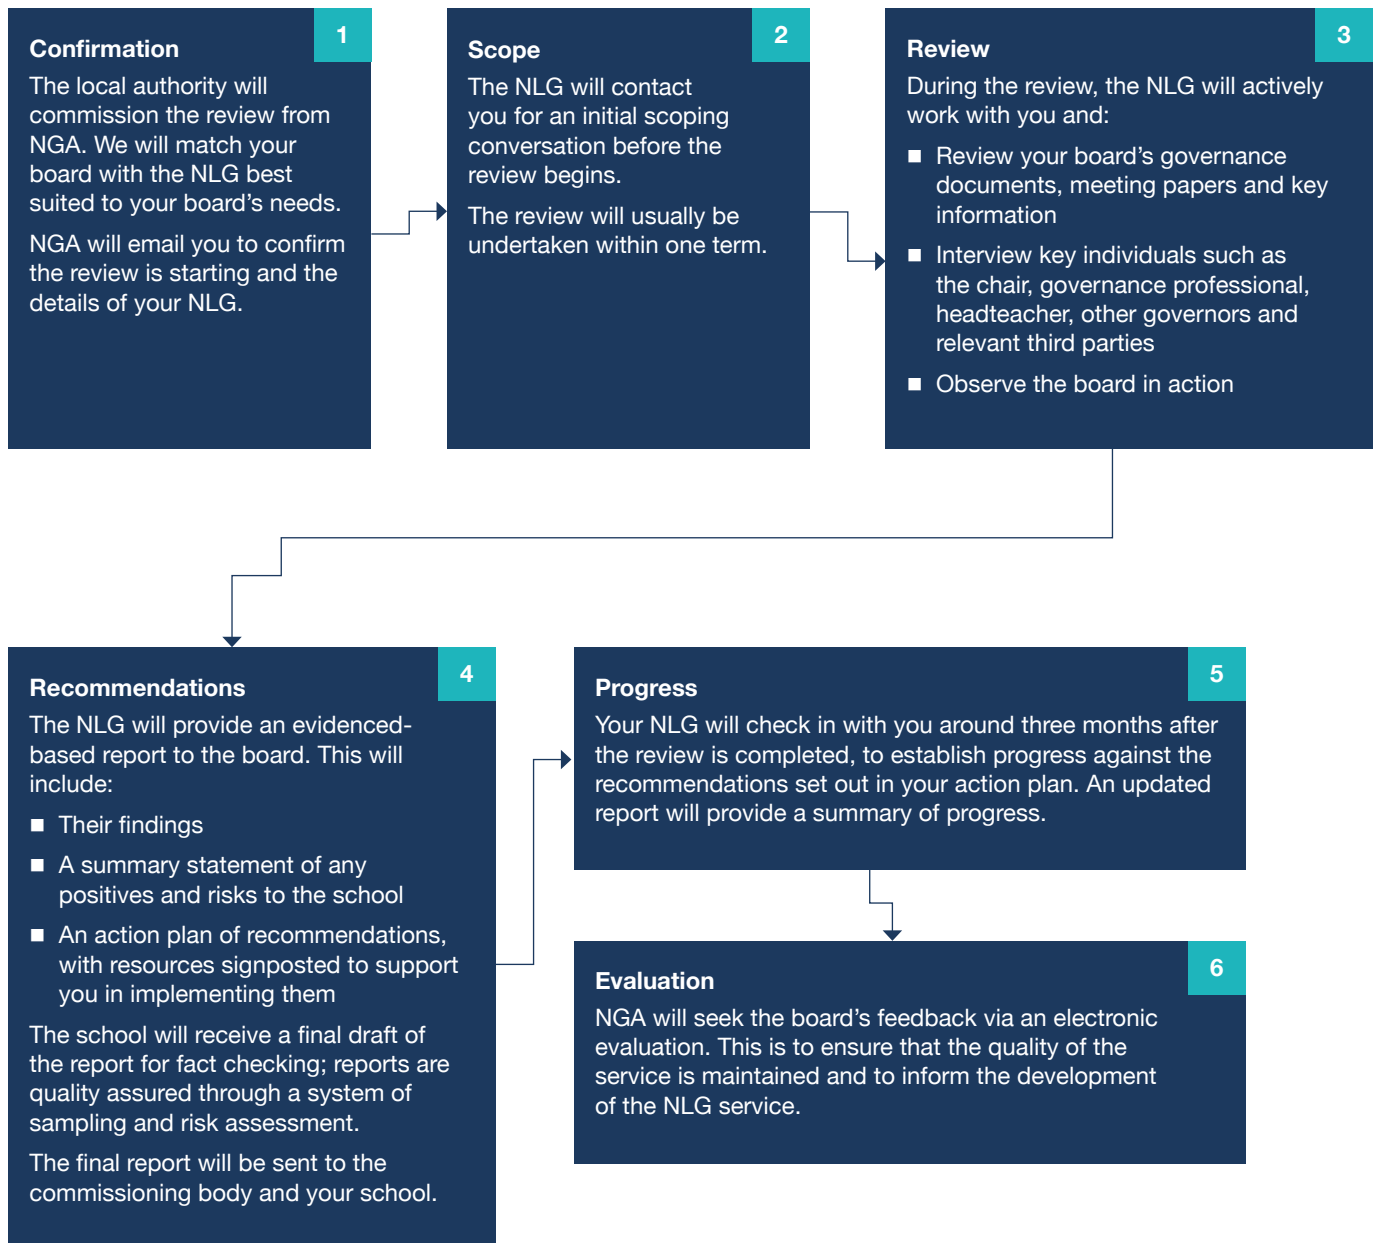 1
Confirmation
The local authority will
commission the review from
NGA. We will match your
board with the NLG best
suited to your board’s needs.
NGA will email you to confirm
the review is starting and the
details of your NLG.
2
Scope
The NLG will contact
you for an initial scoping
conversation before the
review begins.
The review will usually be
undertaken within one term.
3
Review
During the review, the NLG will actively
work with you and:
■ Review your board’s governance
documents, meeting papers and key
information
■ Interview key individuals such as
the chair, governance professional,
headteacher, other governors and
relevant third parties
■ Observe the board in action
4
Recommendations
The NLG will provide an evidenced-
based report to the board. This will
include:
■ Their findings
■ A summary statement of any
positives and risks to the school
■ An action plan of recommendations,
with resources signposted to support
you in implementing them
The school will receive a final draft of
the report for fact checking; reports are
quality assured through a system of
sampling and risk assessment.
The final report will be sent to the
commissioning body and your school.
5
Progress
Your NLG will check in with you around three months after
the review is completed, to establish progress against the
recommendations set out in your action plan. An updated
report will provide a summary of progress.
6
Evaluation
NGA will seek the board’s feedback via an electronic
evaluation. This is to ensure that the quality of the
service is maintained and to inform the development
of the NLG service.